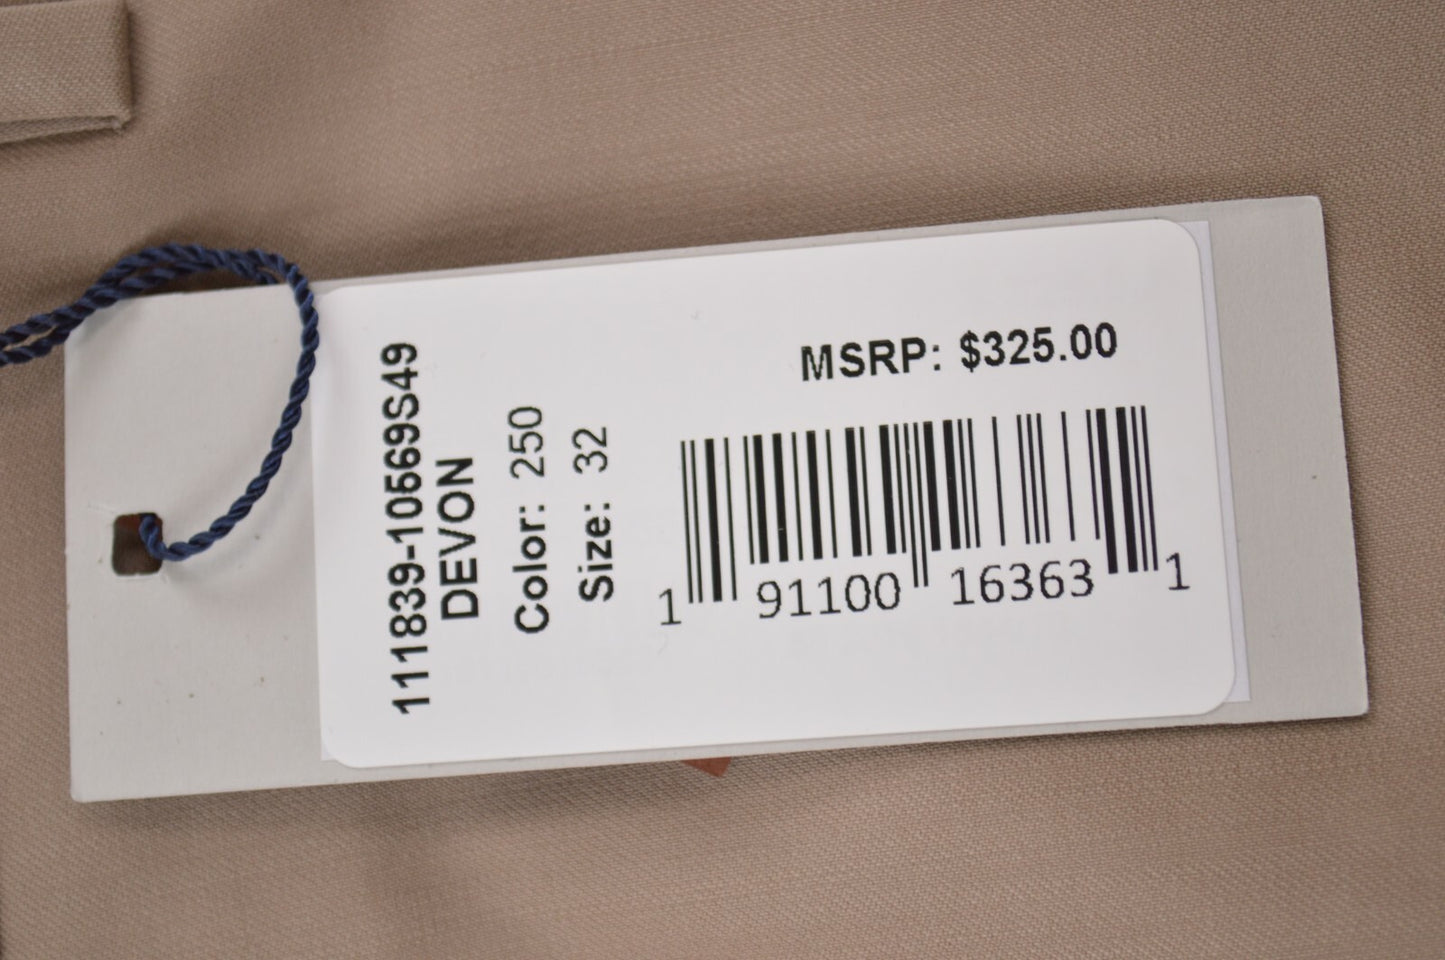 111839-10569S49
DEVON
Color: 250
Size: 32
MSRP: $325.00
1 91100 16363 1